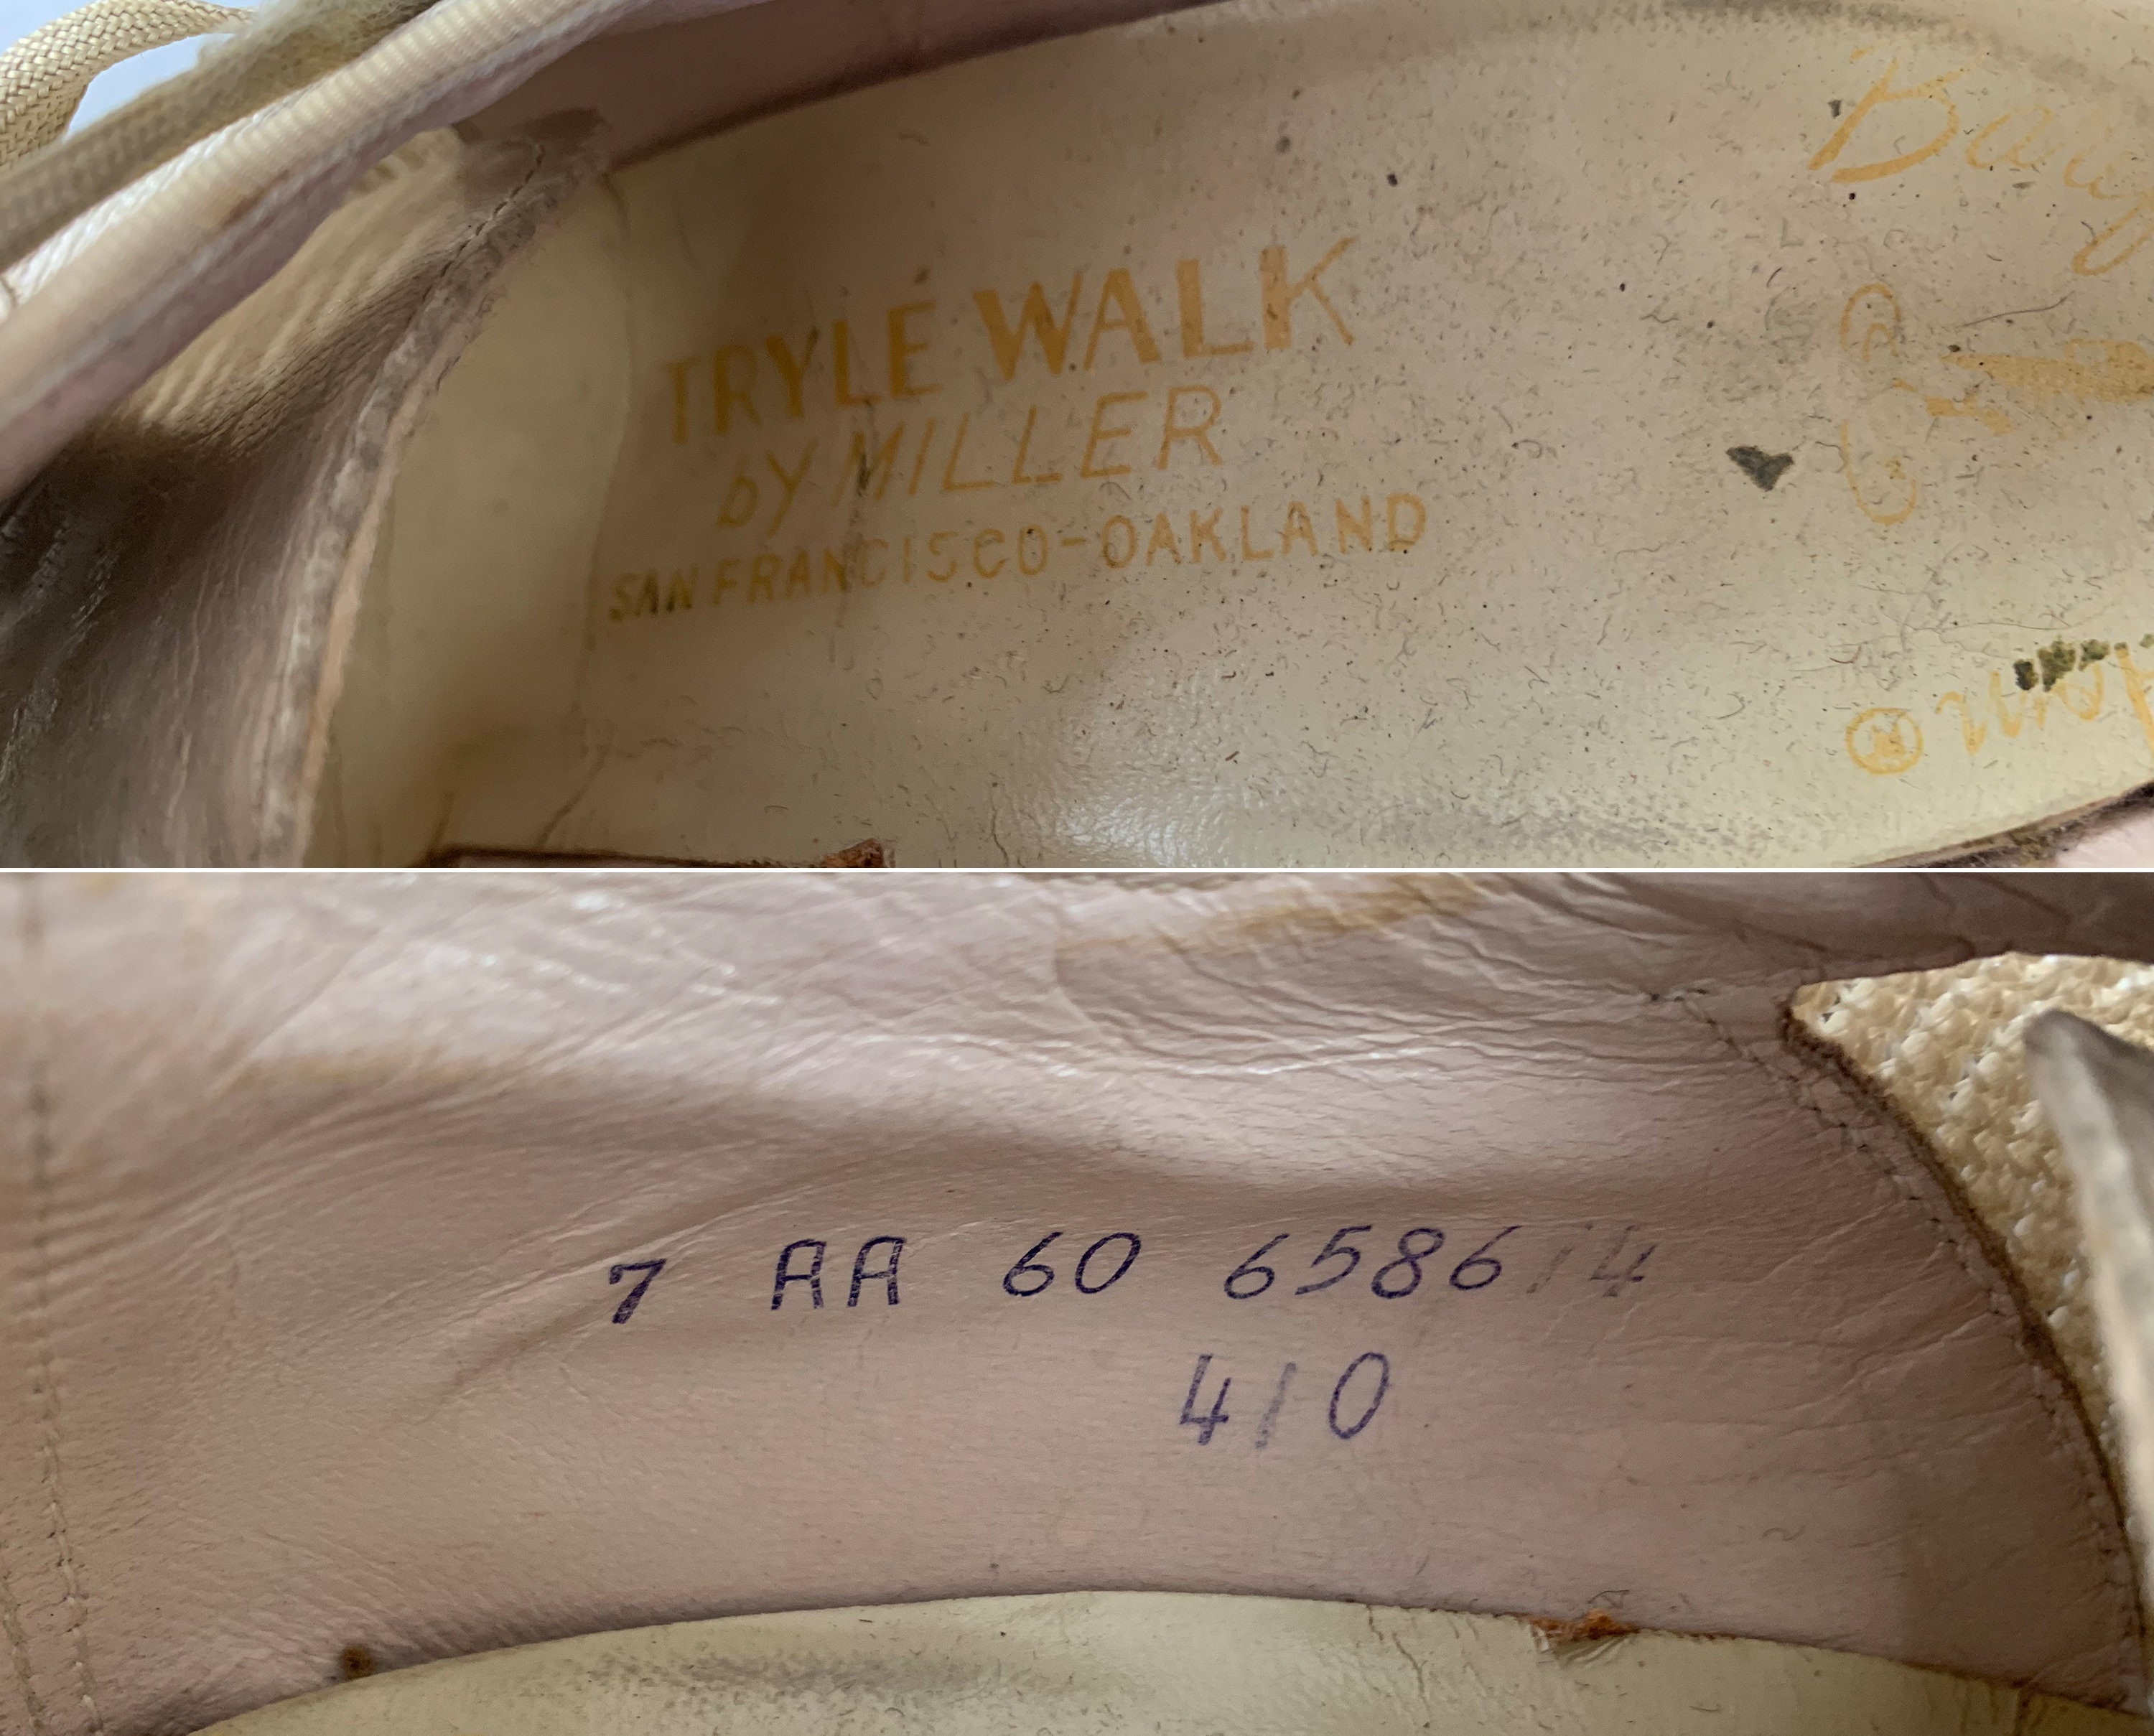 TRYLE WALK
by MILLER
SAN FRANCISCO-OAKLAND
®
7 AA 60 658614
410